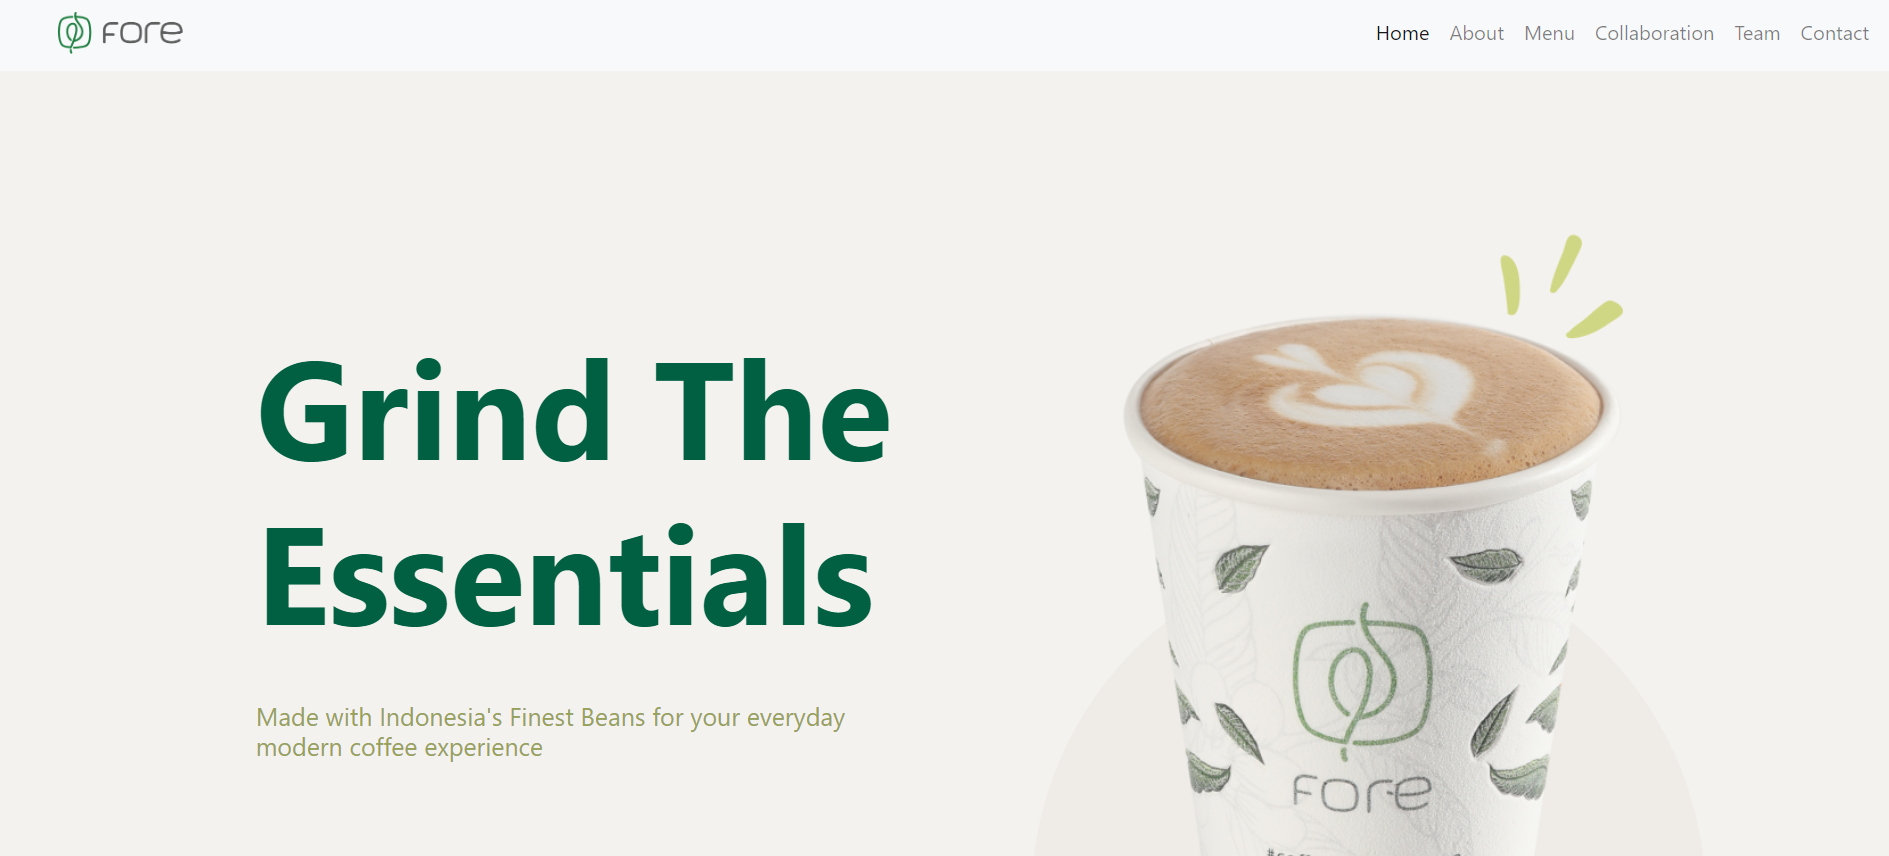 Fore
Home About Menu Collaboration Team Contact
Grind The
Essentials
Made with Indonesia's Finest Beans for your everyday
modern coffee experience
Fore